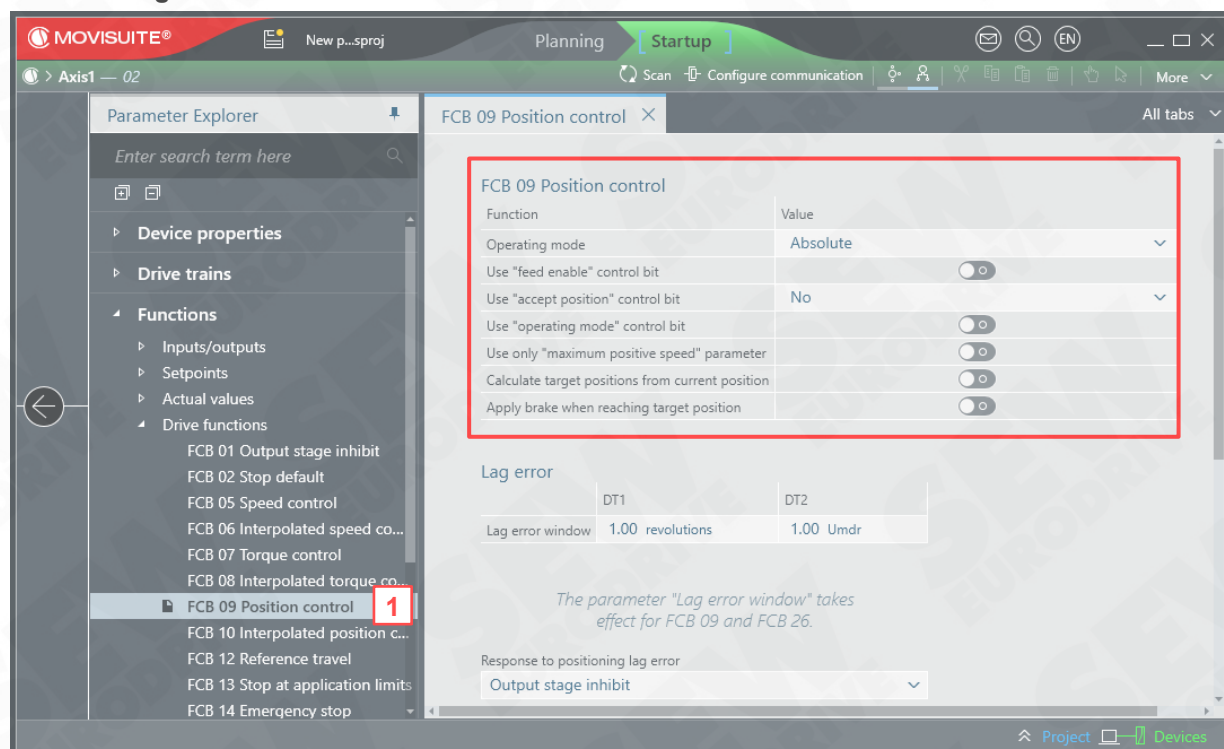 MOVISUITE®
New p...sproj
Planning
[ Startup ]
EN
> Axis1 — 02
Scan
Configure communication
More
Parameter Explorer
FCB 09 Position control
All tabs
Enter search term here
Device properties
Drive trains
Functions
Inputs/outputs
Setpoints
Actual values
Drive functions
FCB 01 Output stage inhibit
FCB 02 Stop default
FCB 05 Speed control
FCB 06 Interpolated speed co...
FCB 07 Torque control
FCB 08 Interpolated torque co...
FCB 09 Position control
1
FCB 10 Interpolated position c...
FCB 12 Reference travel
FCB 13 Stop at application limits
FCB 14 Emergency stop
FCB 09 Position control
Function Value
Operating mode Absolute
Use "feed enable" control bit
Use "accept position" control bit No
Use "operating mode" control bit
Use only "maximum positive speed" parameter
Calculate target positions from current position
Apply brake when reaching target position
Lag error
DT1 DT2
Lag error window 1.00 revolutions 1.00 Umdr
The parameter "Lag error window" takes
effect for FCB 09 and FCB 26.
Response to positioning lag error
Output stage inhibit
Project
Devices
SEW
EURODRIVE